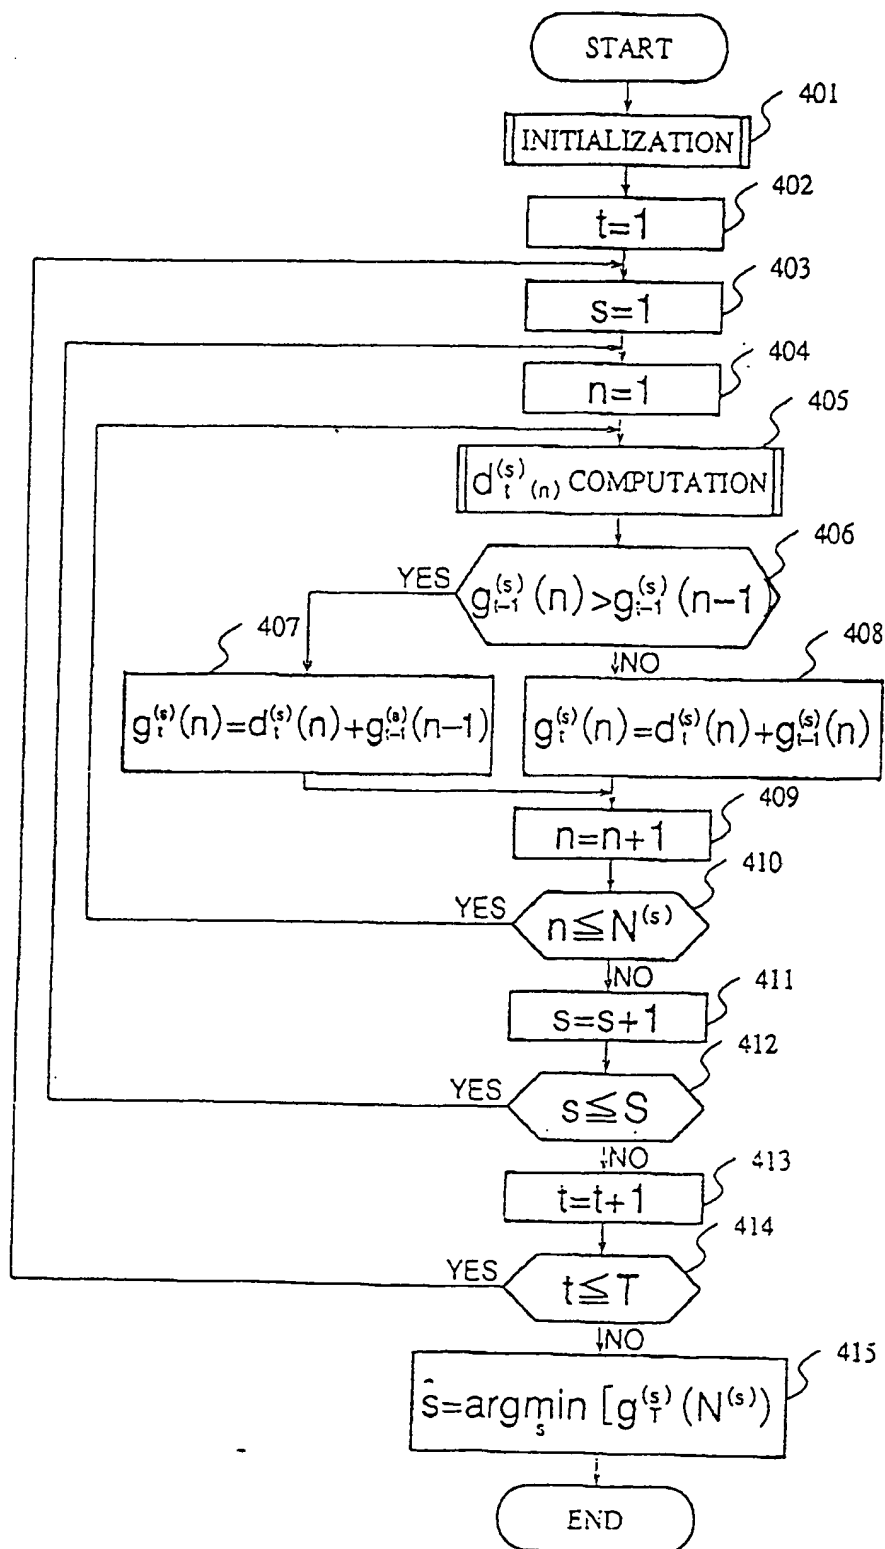 START
401
INITIALIZATION
402
t=1
403
s=1
404
n=1
405
d_t^(s)(n) COMPUTATION
406
YES
g_{t-1}^(s)(n)>g_{t-1}^(s)(n-1)
407
NO
408
g_t^(s)(n)=d_t^(s)(n)+g_{t-1}^(s)(n-1)
g_t^(s)(n)=d_t^(s)(n)+g_{t-1}^(s)(n)
409
n=n+1
410
YES
n≦N^(s)
NO
411
s=s+1
412
YES
s≦S
NO
413
t=t+1
414
YES
t≦T
NO
415
ŝ=argmin_s [g_T^(s)(N^(s))
END